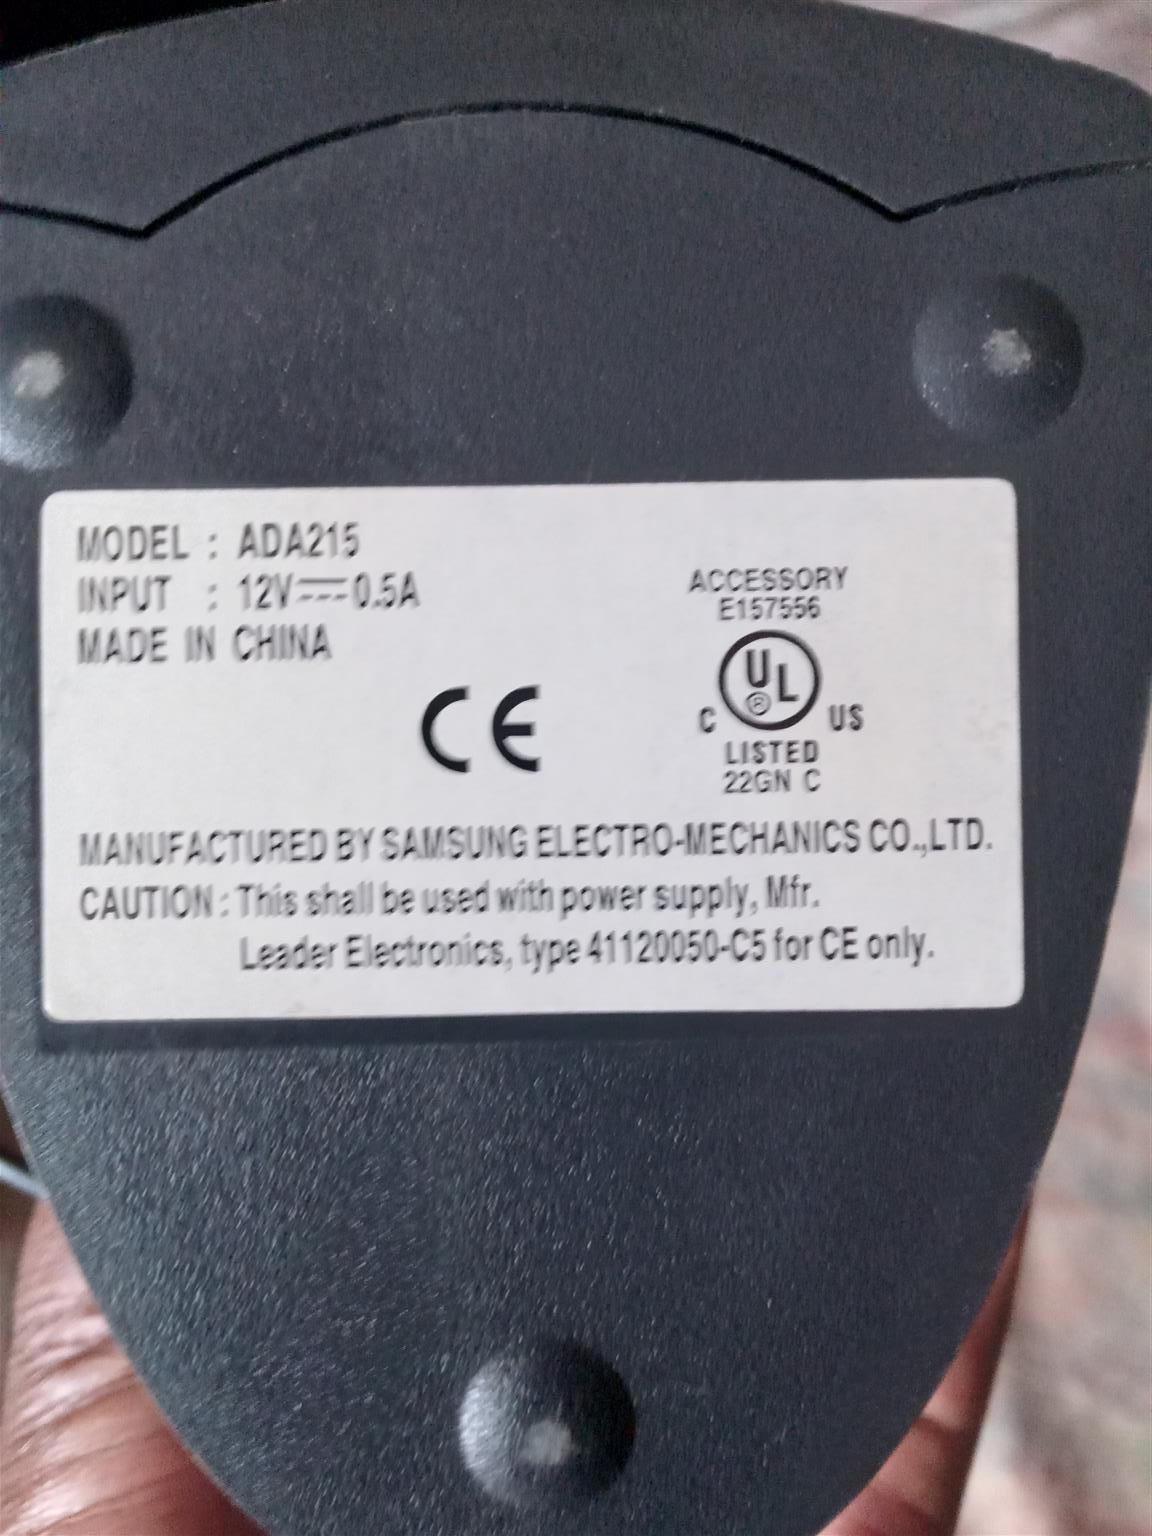 MODEL : ADA215
INPUT : 12V⎓0.5A
MADE IN CHINA
CE
ACCESSORY
E157556
C UL® US
LISTED
22GN C
MANUFACTURED BY SAMSUNG ELECTRO-MECHANICS CO.,LTD.
CAUTION : This shall be used with power supply, Mfr.
Leader Electronics, type 41120050-C5 for CE only.